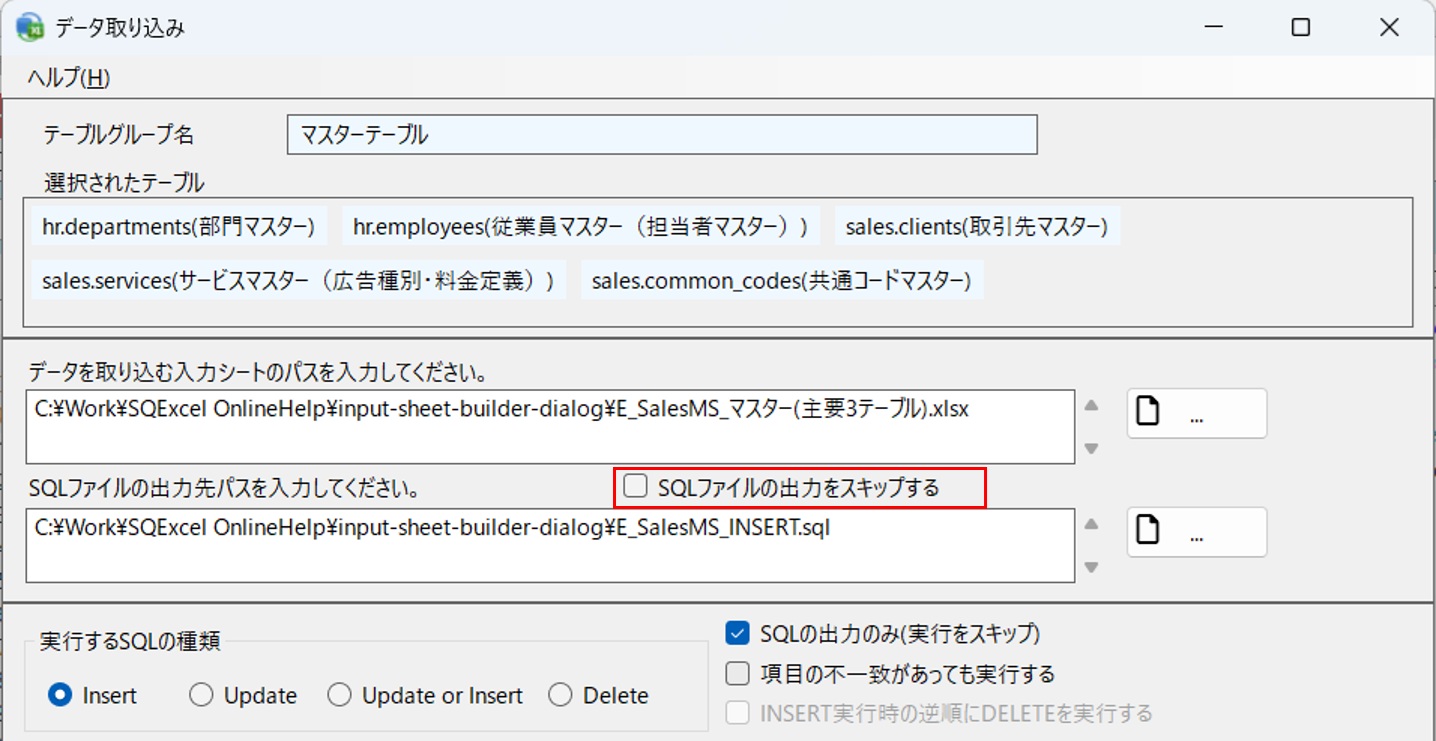 データ取り込み
ヘルプ(H)
テーブルグループ名 マスターテーブル
選択されたテーブル
hr.departments(部門マスター) hr.employees(従業員マスター（担当者マスター）) sales.clients(取引先マスター)
sales.services(サービスマスター（広告種別・料金定義）) sales.common_codes(共通コードマスター)
データを取り込む入力シートのパスを入力してください。
C:¥Work¥SQExcel OnlineHelp¥input-sheet-builder-dialog¥E_SalesMS_マスター(主要3テーブル).xlsx ...
SQLファイルの出力先パスを入力してください。 SQLファイルの出力をスキップする
C:¥Work¥SQExcel OnlineHelp¥input-sheet-builder-dialog¥E_SalesMS_INSERT.sql ...
実行するSQLの種類
Insert Update Update or Insert Delete
SQLの出力のみ(実行をスキップ)
項目の不一致があっても実行する
INSERT実行時の逆順にDELETEを実行する